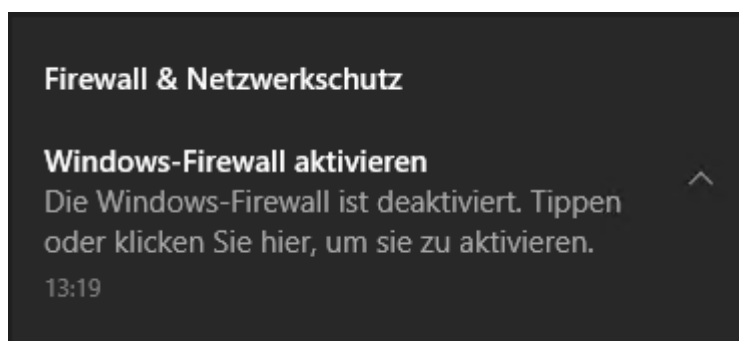 Firewall & Netzwerkschutz
Windows-Firewall aktivieren
Die Windows-Firewall ist deaktiviert. Tippen
oder klicken Sie hier, um sie zu aktivieren.
13:19